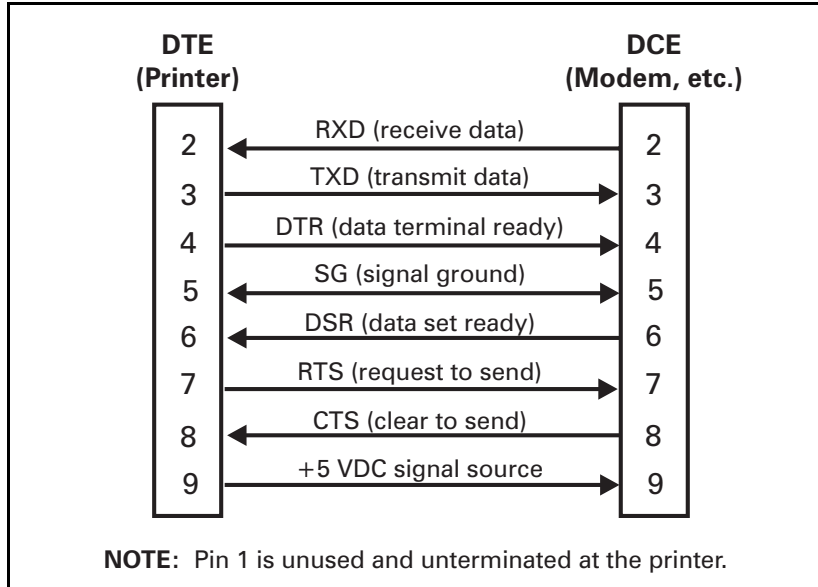 DTE
(Printer)
DCE
(Modem, etc.)
2 RXD (receive data) 2
3 TXD (transmit data) 3
4 DTR (data terminal ready) 4
5 SG (signal ground) 5
6 DSR (data set ready) 6
7 RTS (request to send) 7
8 CTS (clear to send) 8
9 +5 VDC signal source 9
NOTE: Pin 1 is unused and unterminated at the printer.